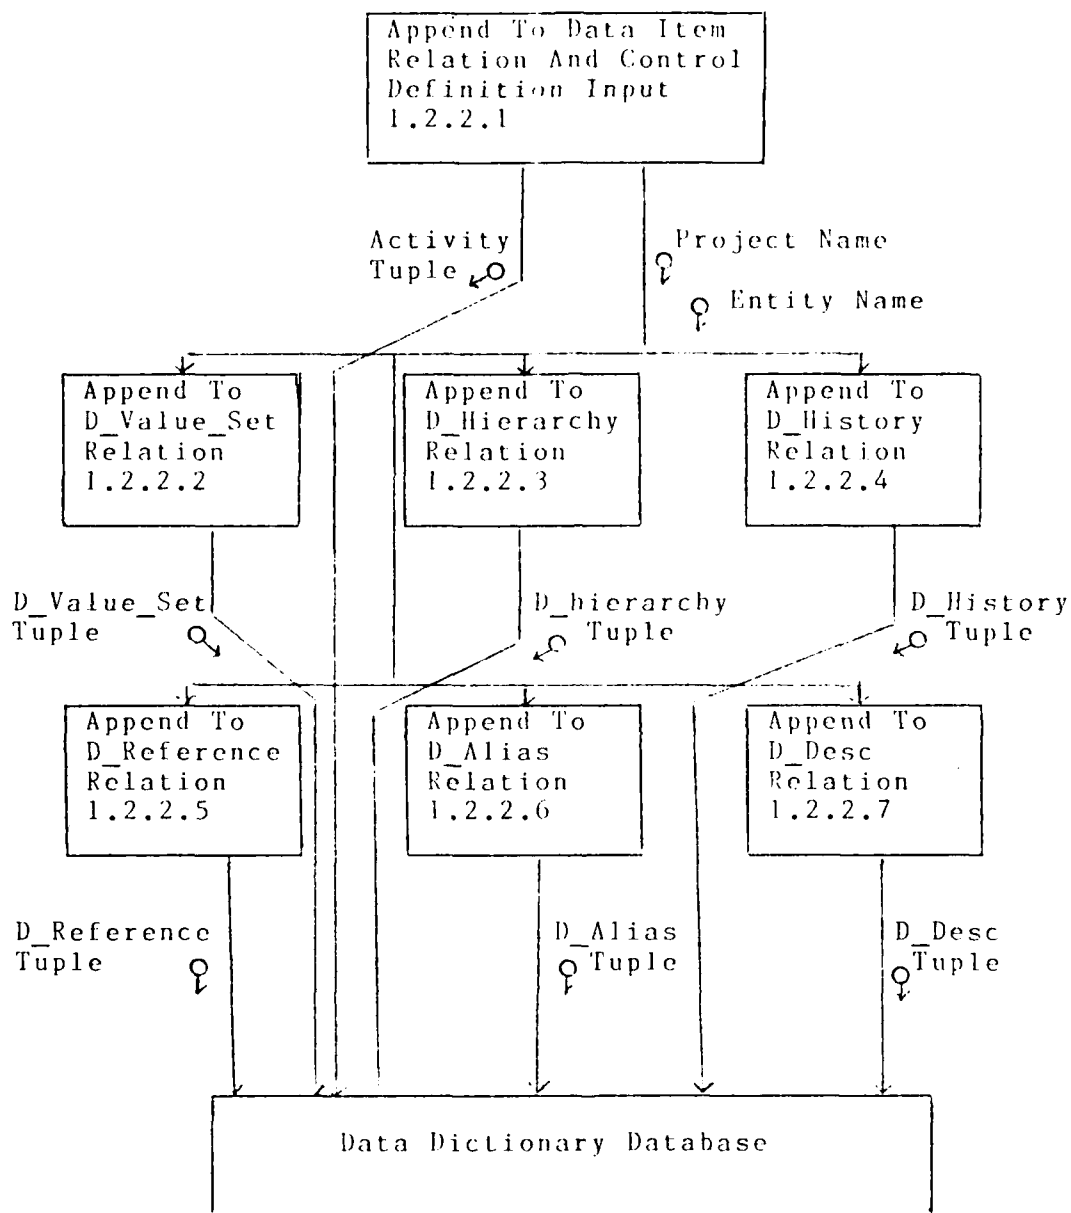 Append To Data Item
Relation And Control
Definition Input
1.2.2.1
Activity
Tuple
Project Name
Entity Name
Append To
D_Value_Set
Relation
1.2.2.2
Append To
D_Hierarchy
Relation
1.2.2.3
Append To
D_History
Relation
1.2.2.4
D_Value_Set
Tuple
D_hierarchy
Tuple
D_History
Tuple
Append To
D_Reference
Relation
1.2.2.5
Append To
D_Alias
Relation
1.2.2.6
Append To
D_Desc
Relation
1.2.2.7
D_Reference
Tuple
D_Alias
Tuple
D_Desc
Tuple
Data Dictionary Database